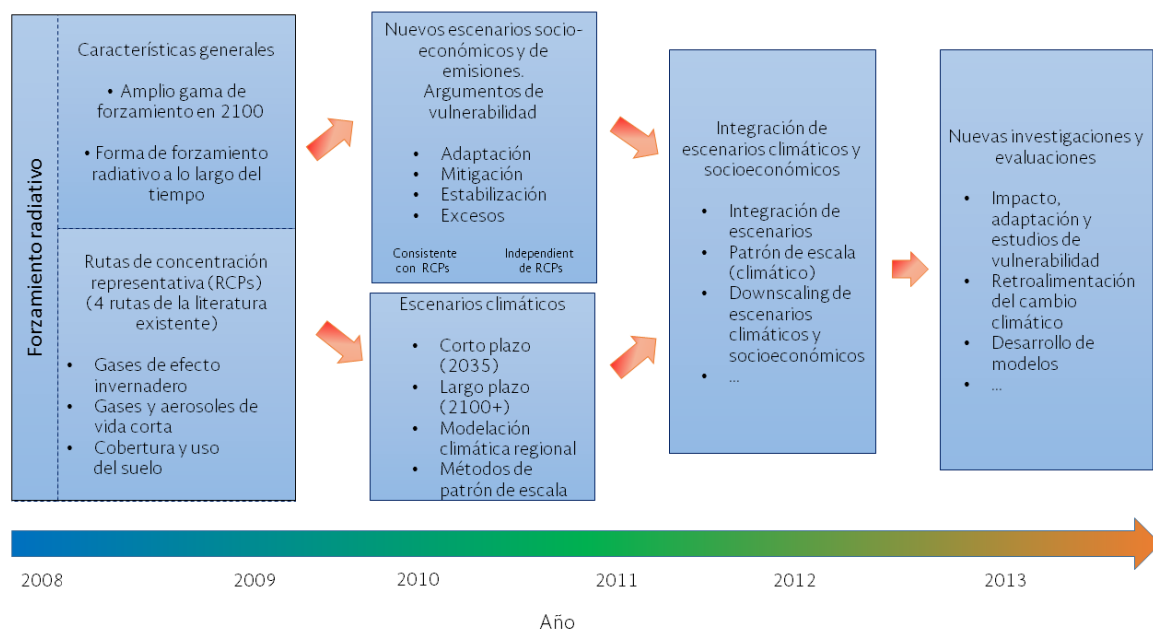 Forzamiento radiativo
Características generales
• Amplio gama de
forzamiento en 2100
• Forma de forzamiento
radiativo a lo largo del
tiempo
Rutas de concentración
representativa (RCPs)
(4 rutas de la literatura
existente)
• Gases de efecto
invernadero
• Gases y aerosoles de
vida corta
• Cobertura y uso
del suelo
Nuevos escenarios socio-
económicos y de
emisiones.
Argumentos de
vulnerabilidad
• Adaptación
• Mitigación
• Estabilización
• Excesos
Consistente
con RCPs
Independient
de RCPs
Escenarios climáticos
• Corto plazo
(2035)
• Largo plazo
(2100+)
• Modelación
climática regional
• Métodos de
patrón de escala
Integración de
escenarios climáticos y
socioeconómicos
• Integración de
escenarios
• Patrón de escala
(climático)
• Downscaling de
escenarios
climáticos y
socioeconómicos
• ...
Nuevas investigaciones y
evaluaciones
• Impacto,
adaptación y
estudios de
vulnerabilidad
• Retroalimentación
del cambio
climático
• Desarrollo de
modelos
• ...
2008 2009 2010 2011 2012 2013
Año